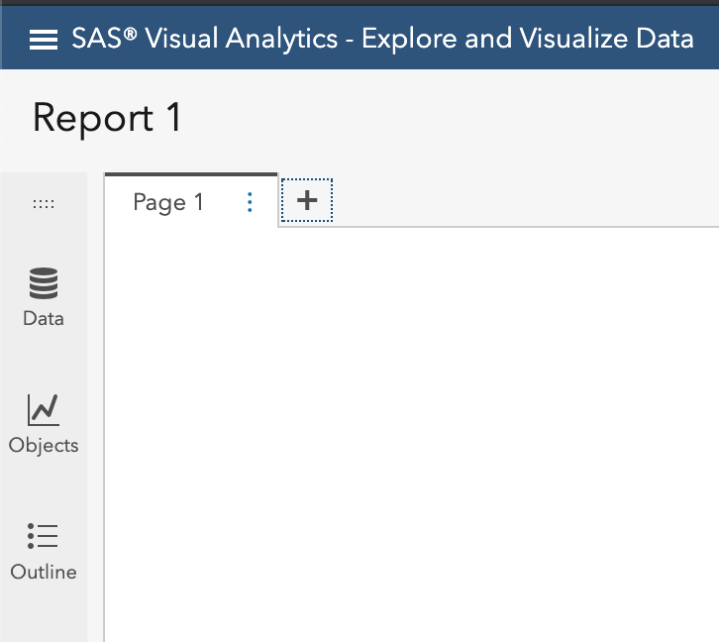 SAS® Visual Analytics - Explore and Visualize Data
Report 1
Page 1
Data
Objects
Outline